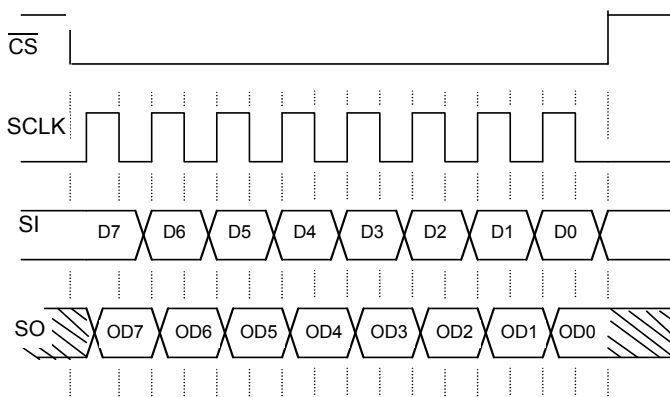 CS
SCLK
SI D7 D6 D5 D4 D3 D2 D1 D0
SO OD7 OD6 OD5 OD4 OD3 OD2 OD1 OD0